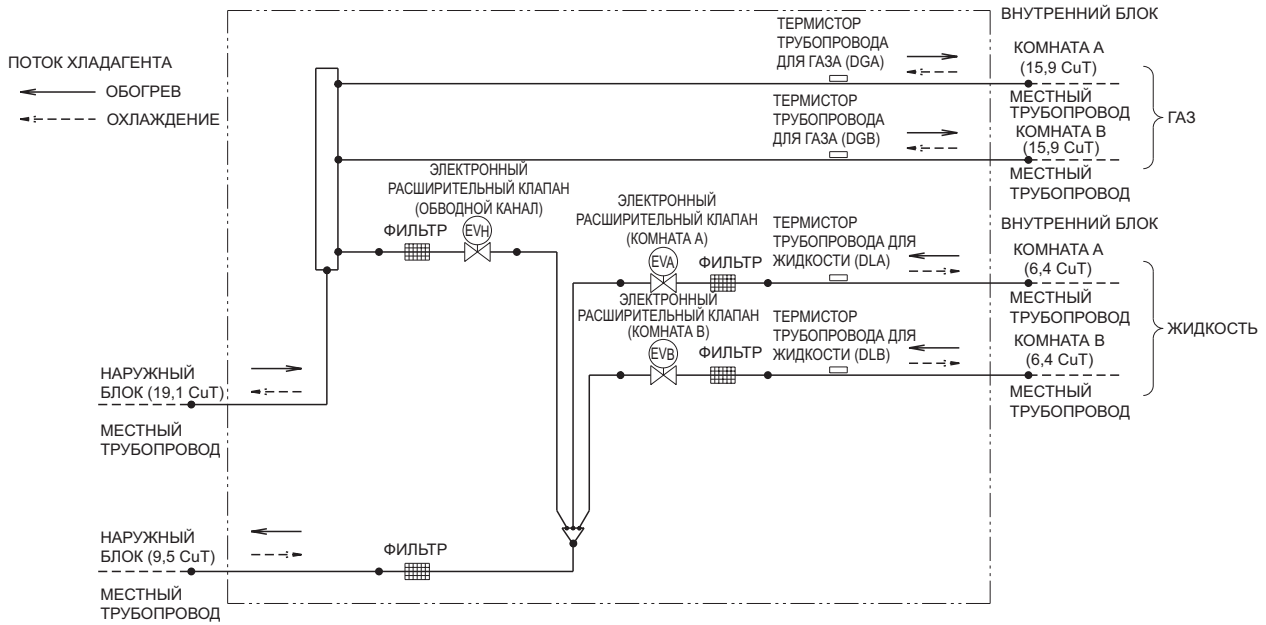 ПОТОК ХЛАДАГЕНТА
ОБОГРЕВ
ОХЛАЖДЕНИЕ
ТЕРМИСТОР
ТРУБОПРОВОДА
ДЛЯ ГАЗА (DGA)
ВНУТРЕННИЙ БЛОК
КОМНАТА A
(15,9 CuT)
МЕСТНЫЙ
ТРУБОПРОВОД
ТЕРМИСТОР
ТРУБОПРОВОДА
ДЛЯ ГАЗА (DGB)
КОМНАТА B
(15,9 CuT)
МЕСТНЫЙ
ТРУБОПРОВОД
ГАЗ
ЭЛЕКТРОННЫЙ
РАСШИРИТЕЛЬНЫЙ КЛАПАН
(ОБВОДНОЙ КАНАЛ)
ФИЛЬТР
EVH
ЭЛЕКТРОННЫЙ
РАСШИРИТЕЛЬНЫЙ КЛАПАН
(КОМНАТА A)
EVA
ФИЛЬТР
ТЕРМИСТОР
ТРУБОПРОВОДА ДЛЯ
ЖИДКОСТИ (DLA)
ВНУТРЕННИЙ БЛОК
КОМНАТА A
(6,4 CuT)
МЕСТНЫЙ
ТРУБОПРОВОД
ЭЛЕКТРОННЫЙ
РАСШИРИТЕЛЬНЫЙ КЛАПАН
(КОМНАТА B)
EVB
ФИЛЬТР
ТЕРМИСТОР
ТРУБОПРОВОДА ДЛЯ
ЖИДКОСТИ (DLB)
КОМНАТА B
(6,4 CuT)
МЕСТНЫЙ
ТРУБОПРОВОД
ЖИДКОСТЬ
НАРУЖНЫЙ
БЛОК (19,1 CuT)
МЕСТНЫЙ
ТРУБОПРОВОД
НАРУЖНЫЙ
БЛОК (9,5 CuT)
МЕСТНЫЙ
ТРУБОПРОВОД
ФИЛЬТР